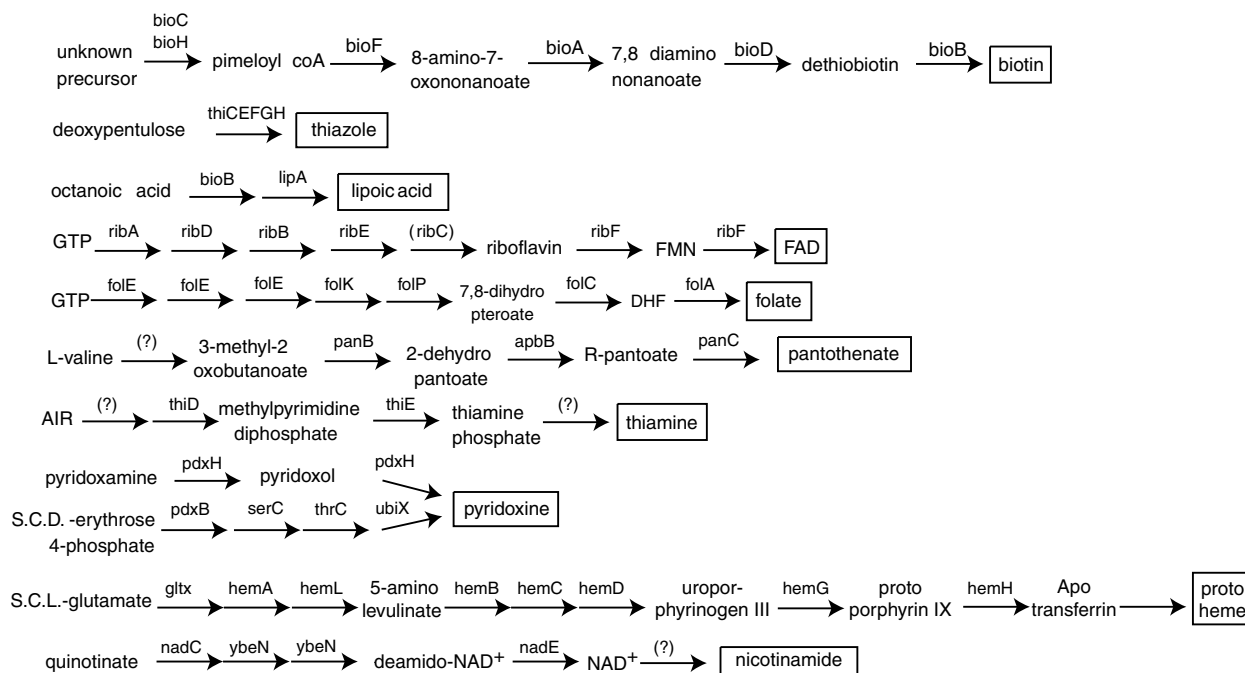 bioC
bioH bioF bioA bioD bioB
unknown precursor pimeloyl coA 8-amino-7-oxononanoate 7,8 diamino nonanoate dethiobiotin biotin
thiCEFGH
deoxypentulose thiazole
bioB lipA
octanoic acid lipoic acid
ribA ribD ribB ribE (ribC) ribF ribF
GTP riboflavin FMN FAD
folE folE folE folK folP folC folA
GTP 7,8-dihydro pteroate DHF folate
(?) panB apbB panC
L-valine 3-methyl-2 oxobutanoate 2-dehydro pantoate R-pantoate pantothenate
(?) thiD thiE (?)
AIR methylpyrimidine diphosphate thiamine phosphate thiamine
pdxH pdxH
pyridoxamine pyridoxol
pyridoxine
pdxB serC thrC ubiX
S.C.D. -erythrose
4-phosphate
gltx hemA hemL hemB hemC hemD hemG hemH
S.C.L.-glutamate 5-amino levulinate uropor-phyrinogen III proto porphyrin IX Apo transferrin proto heme
nadC ybeN ybeN nadE (?)
quinotinate deamido-NAD+ NAD+ nicotinamide